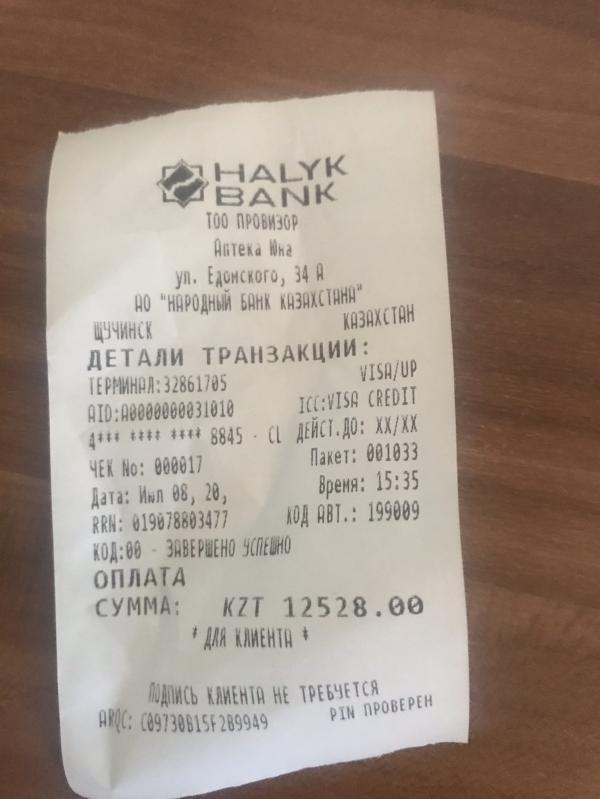 HALYK
BANK
ТОО ПРОВИЗОР
Аптека Юна
ул. Едомского, 34 А
АО "НАРОДНЫЙ БАНК КАЗАХСТАНА"
ЩУЧИНСК КАЗАХСТАН
ДЕТАЛИ ТРАНЗАКЦИИ:
ТЕРМИНАЛ:32861705 VISA/UP
AID:A0000000031010 ICC:VISA CREDIT
4*** **** **** 8845 - CL ДЕЙСТ.ДО: XX/XX
ЧЕК No: 000017 Пакет: 001033
Дата: Июл 08, 20, Время: 15:35
RRN: 019078803477 КОД АВТ.: 199009
КОД:00 - ЗАВЕРШЕНО УСПЕШНО
ОПЛАТА
СУММА: KZT 12528.00
* ДЛЯ КЛИЕНТА *
ПОДПИСЬ КЛИЕНТА НЕ ТРЕБУЕТСЯ
ARQC: C09730B15F2B9949 PIN ПРОВЕРЕН